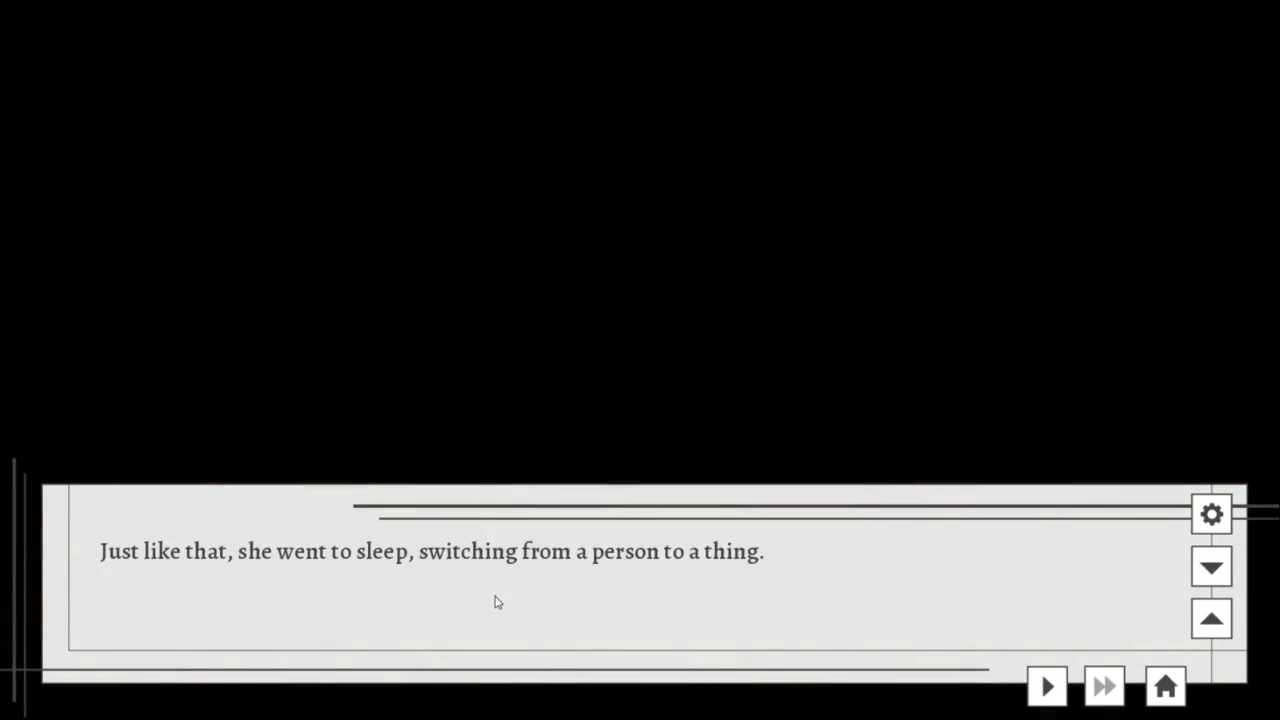 Just like that, she went to sleep, switching from a person to a thing.